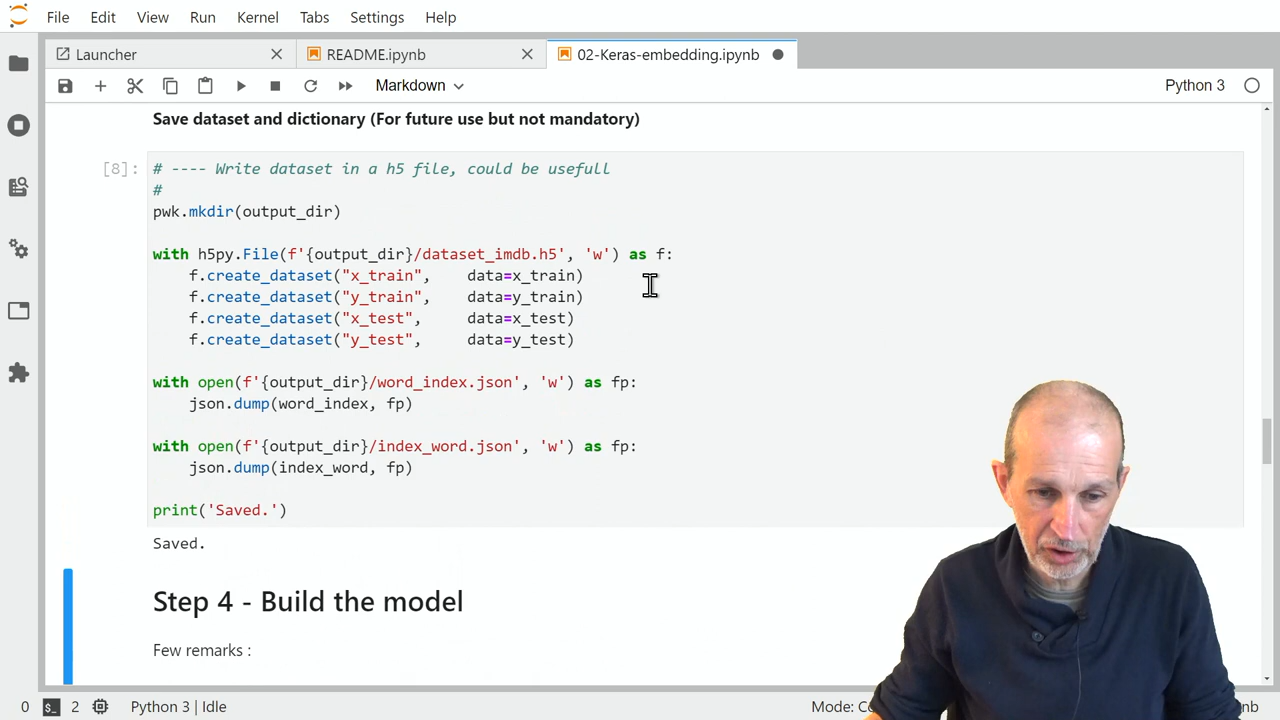 File Edit View Run Kernel Tabs Settings Help
Launcher README.ipynb 02-Keras-embedding.ipynb
Markdown Python 3
Save dataset and dictionary (For future use but not mandatory)
[8]: # ---- Write dataset in a h5 file, could be usefull
#
pwk.mkdir(output_dir)
with h5py.File(f'{output_dir}/dataset_imdb.h5', 'w') as f:
f.create_dataset("x_train", data=x_train)
f.create_dataset("y_train", data=y_train)
f.create_dataset("x_test", data=x_test)
f.create_dataset("y_test", data=y_test)
with open(f'{output_dir}/word_index.json', 'w') as fp:
json.dump(word_index, fp)
with open(f'{output_dir}/index_word.json', 'w') as fp:
json.dump(index_word, fp)
print('Saved.')
Saved.
Step 4 - Build the model
Few remarks :
0 $_ 2 Python 3 | Idle Mode: